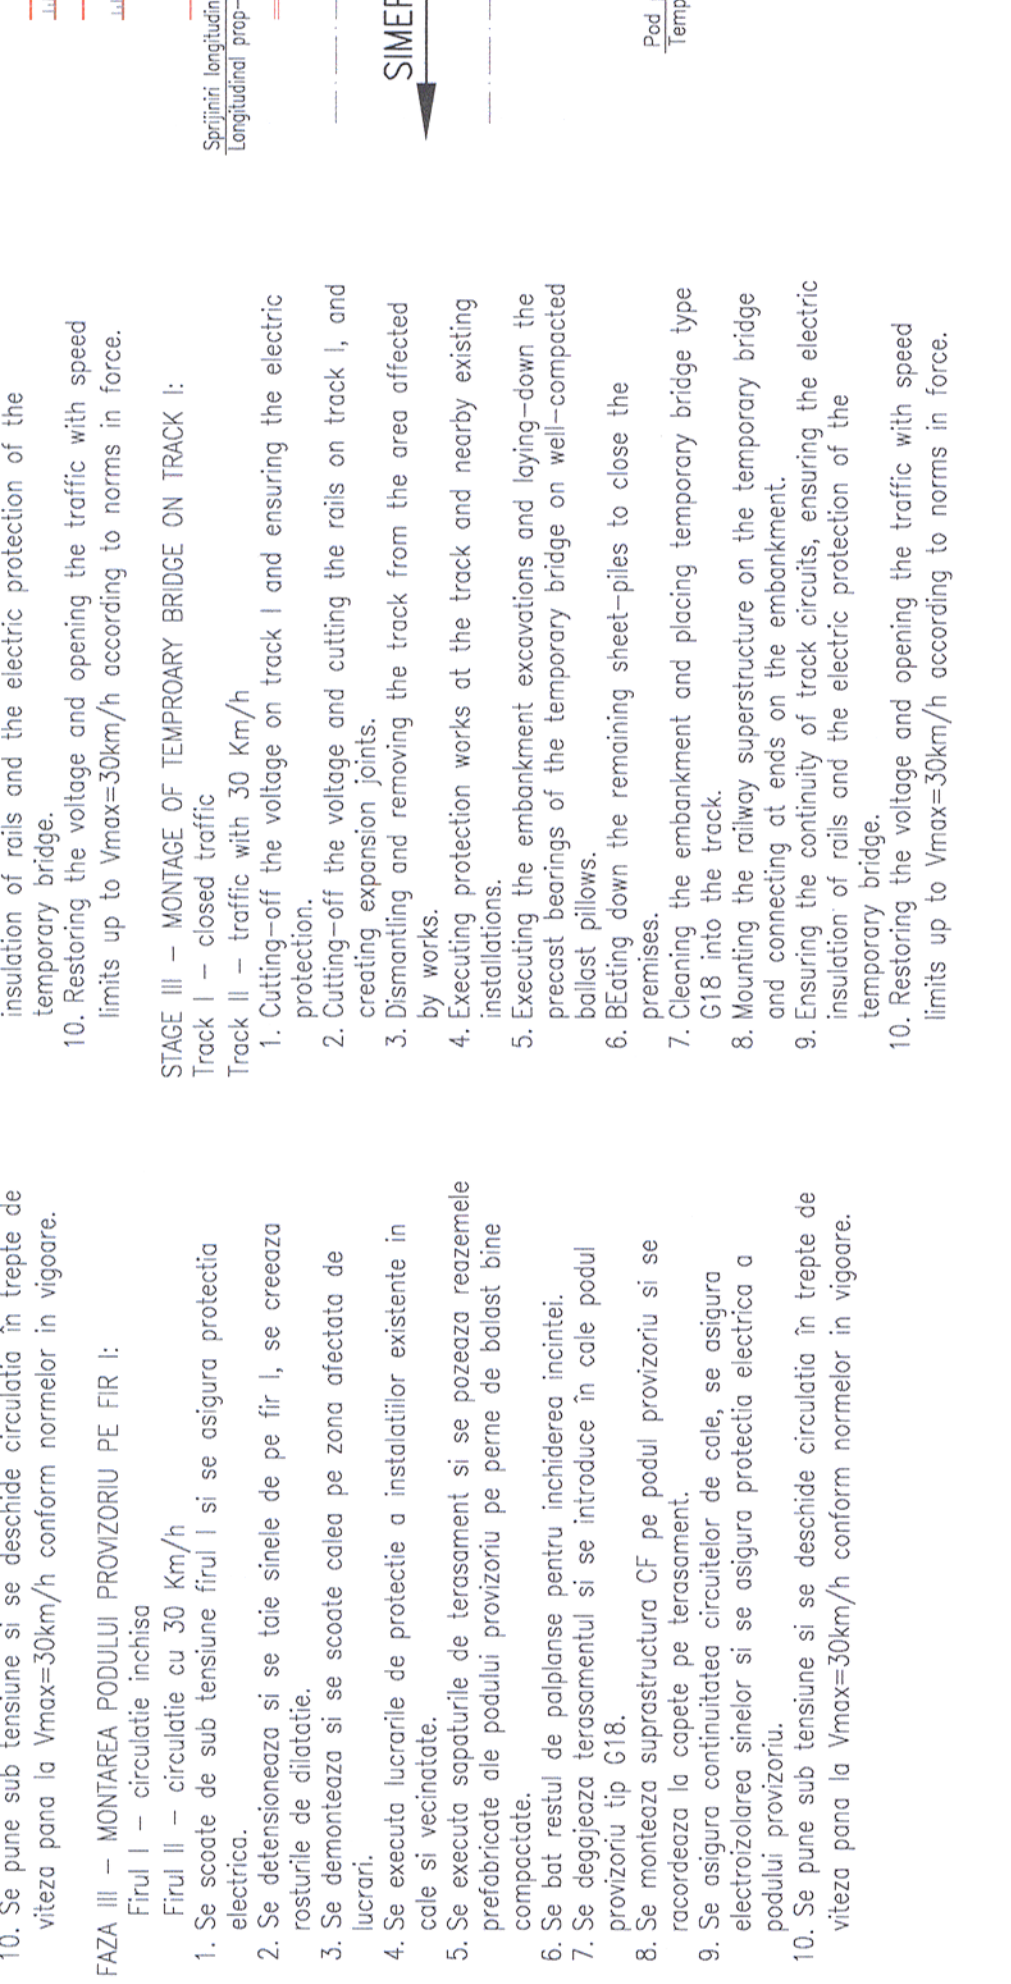 10. Se pune sub tensiune si se deschide circulatia în trepte de
viteza pana la Vmax=30km/h conform normelor in vigoare.
FAZA III – MONTAREA PODULUI PROVIZORIU PE FIR I:
Firul I – circulatie inchisa
Firul II – circulatie cu 30 Km/h
1. Se scoate de sub tensiune firul I si se asigura protectia
electrica.
2. Se detensioneaza si se taie sinele de pe fir I, se creeaza
rosturile de dilatatie.
3. Se demonteaza si se scoate calea pe zona afectata de
lucrari.
4. Se executa lucrarile de protectie a instalatiilor existente in
cale si vecinatate.
5. Se executa sapaturile de terasament si se pozeaza reazemele
prefabricate ale podului provizoriu pe perne de balast bine
compactate.
6. Se bat restul de palplanse pentru inchiderea incintei.
7. Se degajeaza terasamentul si se introduce în cale podul
provizoriu tip G18.
8. Se monteaza suprastructura CF pe podul provizoriu si se
racordeaza la capete pe terasament.
9. Se asigura continuitatea circuitelor de cale, se asigura
electroizolarea sinelor si se asigura protectia electrica a
podului provizoriu.
10. Se pune sub tensiune si se deschide circulatia în trepte de
viteza pana la Vmax=30km/h conform normelor in vigoare.
insulation of rails and the electric protection of the
temporary bridge.
10. Restoring the voltage and opening the traffic with speed
limits up to Vmax=30km/h according to norms in force.
STAGE III – MONTAGE OF TEMPROARY BRIDGE ON TRACK I:
Track I – closed traffic
Track II – traffic with 30 Km/h
1. Cutting–off the voltage on track I and ensuring the electric
protection.
2. Cutting–off the voltage and cutting the rails on track I, and
creating expansion joints.
3. Dismantling and removing the track from the area affected
by works.
4. Executing protection works at the track and nearby existing
installations.
5. Executing the embankment excavations and laying–down the
precast bearings of the temporary bridge on well–compacted
ballast pillows.
6. BEating down the remaining sheet–piles to close the
premises.
7. Cleaning the embankment and placing temporary bridge type
G18 into the track.
8. Mounting the railway superstructure on the temporary bridge
and connecting at ends on the embankment.
9. Ensuring the continuity of track circuits, ensuring the electric
insulation of rails and the electric protection of the
temporary bridge.
10. Restoring the voltage and opening the traffic with speed
limits up to Vmax=30km/h according to norms in force.
Sprijiniri longitudin
Longitudinal prop–
SIMER
Pod
Temp